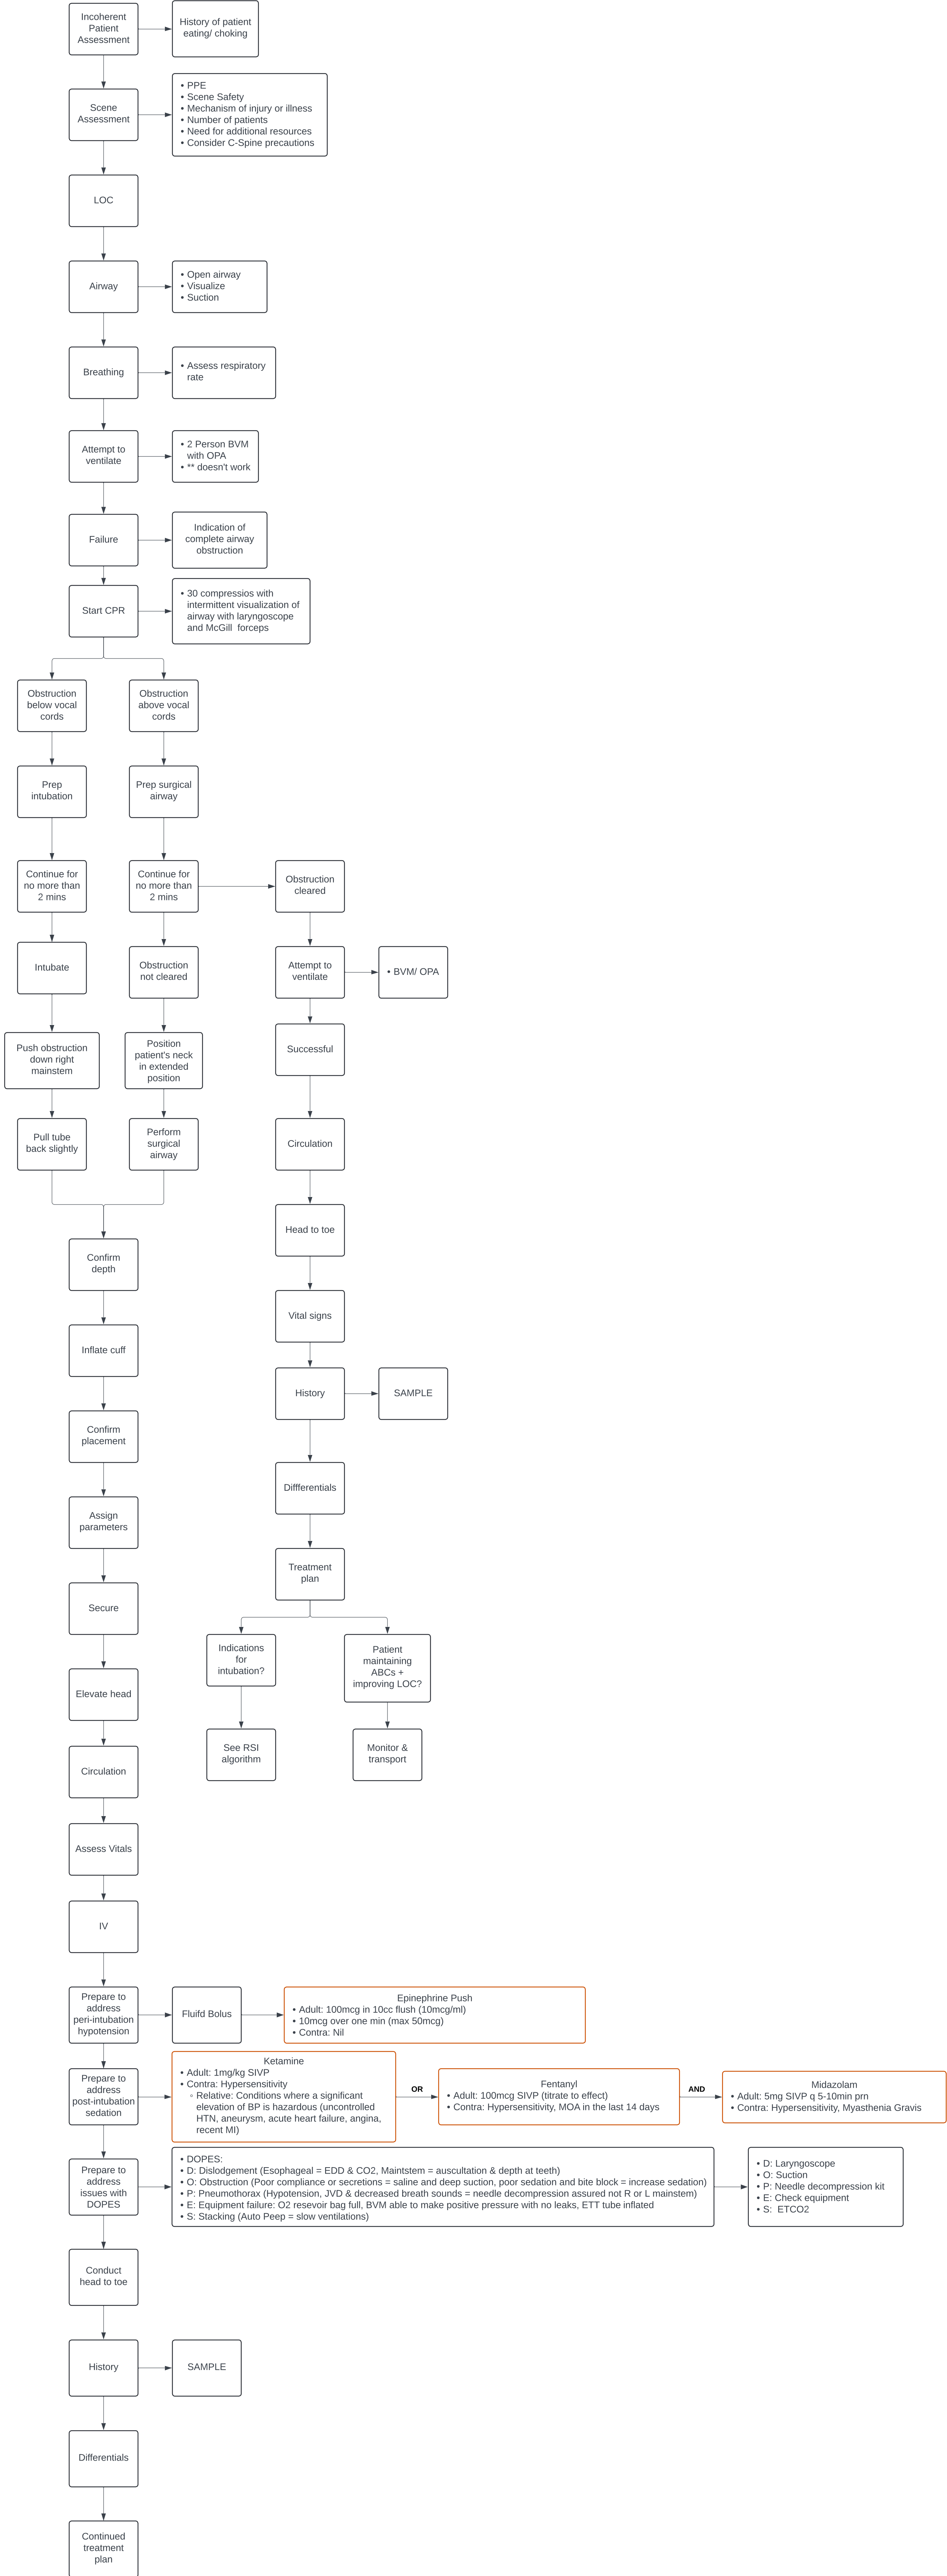 Incoherent
Patient
Assessment
History of patient
eating/ choking
Scene
Assessment
• PPE
• Scene Safety
• Mechanism of injury or illness
• Number of patients
• Need for additional resources
• Consider C-Spine precautions
LOC
Airway
• Open airway
• Visualize
• Suction
Breathing
• Assess respiratory
rate
Attempt to
ventilate
• 2 Person BVM
with OPA
• ** doesn't work
Failure
Indication of
complete airway
obstruction
Start CPR
• 30 compressios with
intermittent visualization of
airway with laryngoscope
and McGill forceps
Obstruction
below vocal
cords
Obstruction
above vocal
cords
Prep
intubation
Prep surgical
airway
Continue for
no more than
2 mins
Continue for
no more than
2 mins
Obstruction
cleared
Intubate
Obstruction
not cleared
Attempt to
ventilate
• BVM/ OPA
Push obstruction
down right
mainstem
Position
patient's neck
in extended
position
Successful
Pull tube
back slightly
Perform
surgical
airway
Circulation
Head to toe
Confirm
depth
Vital signs
Inflate cuff
History
SAMPLE
Confirm
placement
Diffferentials
Assign
parameters
Treatment
plan
Secure
Indications
for
intubation?
Patient
maintaining
ABCs +
improving LOC?
Elevate head
See RSI
algorithm
Monitor &
transport
Circulation
Assess Vitals
IV
Prepare to
address
peri-intubation
hypotension
Fluifd Bolus
Epinephrine Push
• Adult: 100mcg in 10cc flush (10mcg/ml)
• 10mcg over one min (max 50mcg)
• Contra: Nil
Prepare to
address
post-intubation
sedation
Ketamine
• Adult: 1mg/kg SIVP
• Contra: Hypersensitivity
◦ Relative: Conditions where a significant
elevation of BP is hazardous (uncontrolled
HTN, aneurysm, acute heart failure, angina,
recent MI)
OR
Fentanyl
• Adult: 100mcg SIVP (titrate to effect)
• Contra: Hypersensitivity, MOA in the last 14 days
AND
Midazolam
• Adult: 5mg SIVP q 5-10min prn
• Contra: Hypersensitivity, Myasthenia Gravis
Prepare to
address
issues with
DOPES
• DOPES:
• D: Dislodgement (Esophageal = EDD & CO2, Maintstem = auscultation & depth at teeth)
• O: Obstruction (Poor compliance or secretions = saline and deep suction, poor sedation and bite block = increase sedation)
• P: Pneumothorax (Hypotension, JVD & decreased breath sounds = needle decompression assured not R or L mainstem)
• E: Equipment failure: O2 resevoir bag full, BVM able to make positive pressure with no leaks, ETT tube inflated
• S: Stacking (Auto Peep = slow ventilations)
• D: Laryngoscope
• O: Suction
• P: Needle decompression kit
• E: Check equipment
• S: ETCO2
Conduct
head to toe
History
SAMPLE
Differentials
Continued
treatment
plan